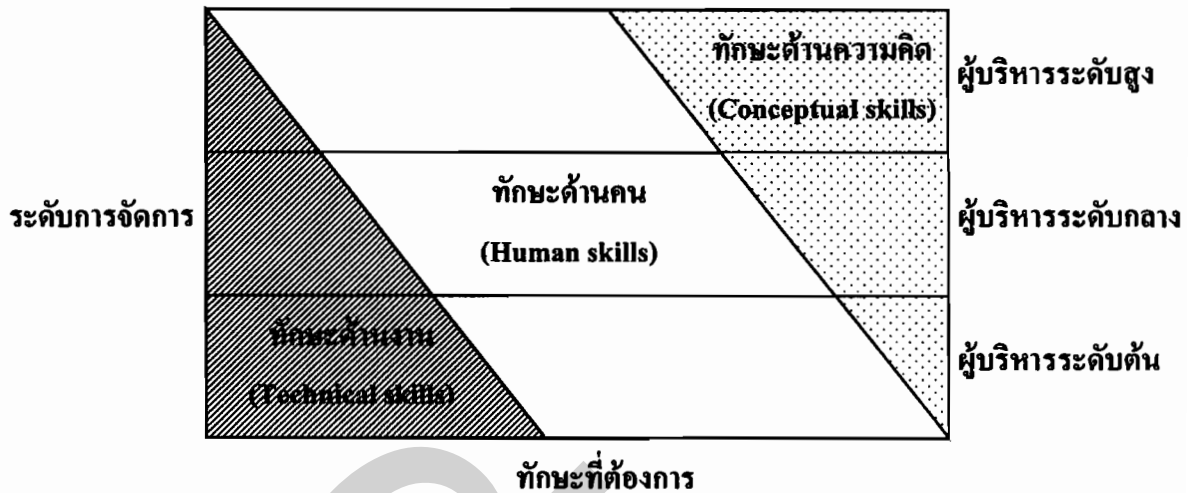 ทักษะด้านความคิด
(Conceptual skills)
ผู้บริหารระดับสูง
ระดับการจัดการ
ทักษะด้านคน
(Human skills)
ผู้บริหารระดับกลาง
ทักษะด้านงาน
(Technical skills)
ผู้บริหารระดับต้น
ทักษะที่ต้องการ